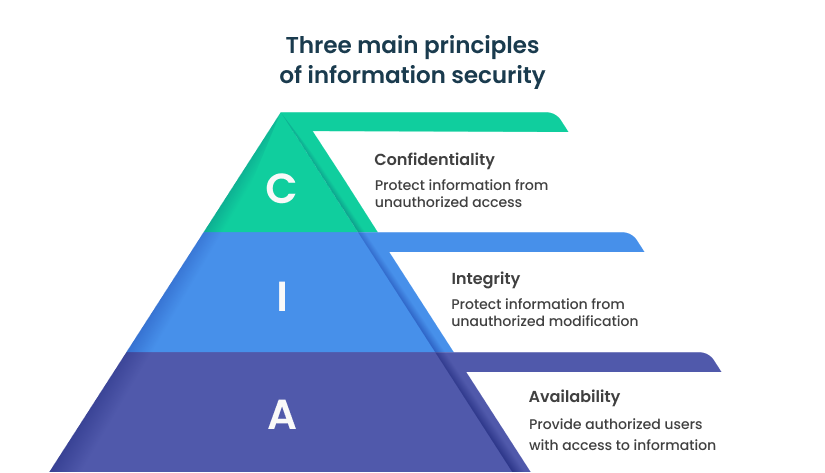 Three main principles
of information security
C
Confidentiality
Protect information from
unauthorized access
I
Integrity
Protect information from
unauthorized modification
A
Availability
Provide authorized users
with access to information